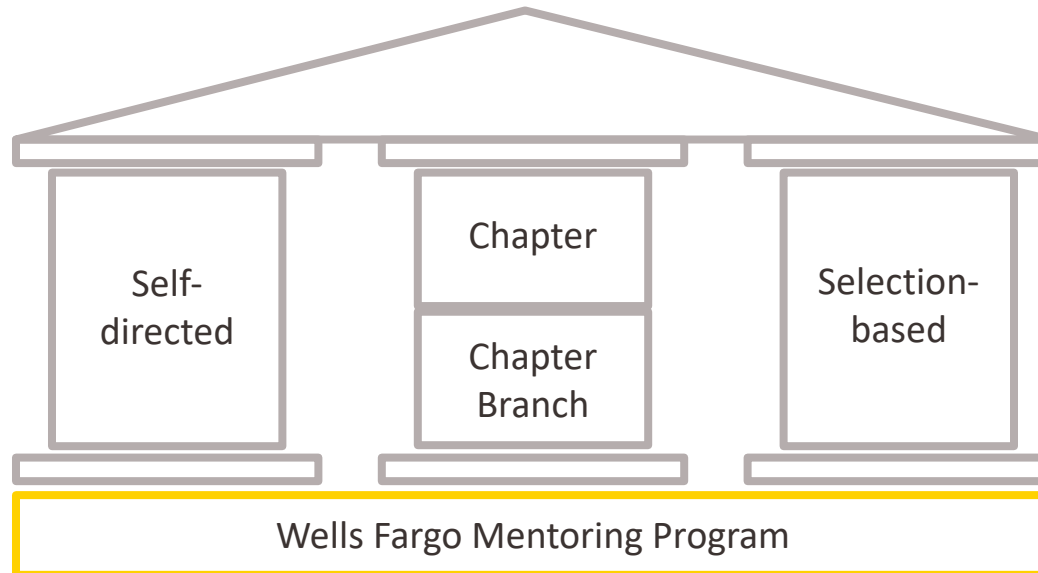 Self-
directed
Chapter
Chapter
Branch
Selection-
based
Wells Fargo Mentoring Program